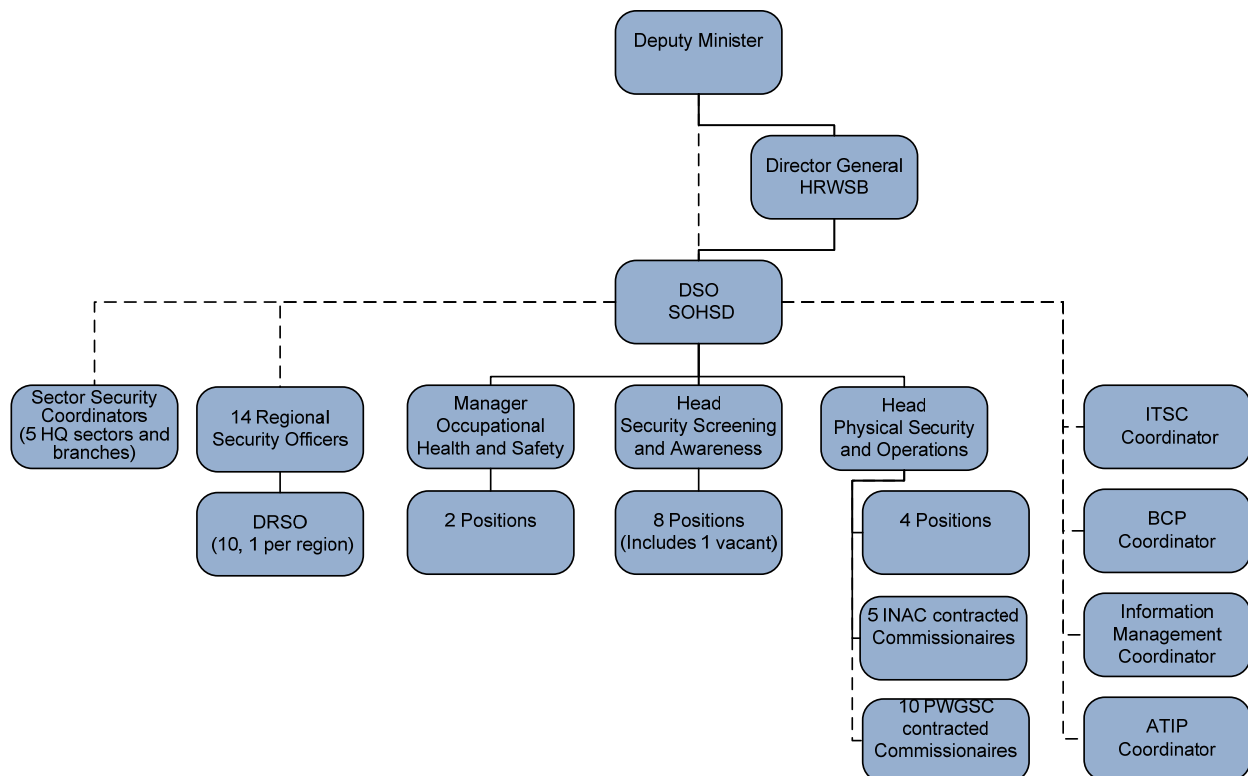 Deputy Minister
Director General
HRWSB
DSO
SOHSD
Sector Security
Coordinators
(5 HQ sectors and
branches)
14 Regional
Security Officers
Manager
Occupational
Health and Safety
Head
Security Screening
and Awareness
Head
Physical Security
and Operations
ITSC
Coordinator
DRSO
(10, 1 per region)
2 Positions
8 Positions
(Includes 1 vacant)
4 Positions
BCP
Coordinator
5 INAC contracted
Commissionaires
Information
Management
Coordinator
10 PWGSC
contracted
Commissionaires
ATIP
Coordinator